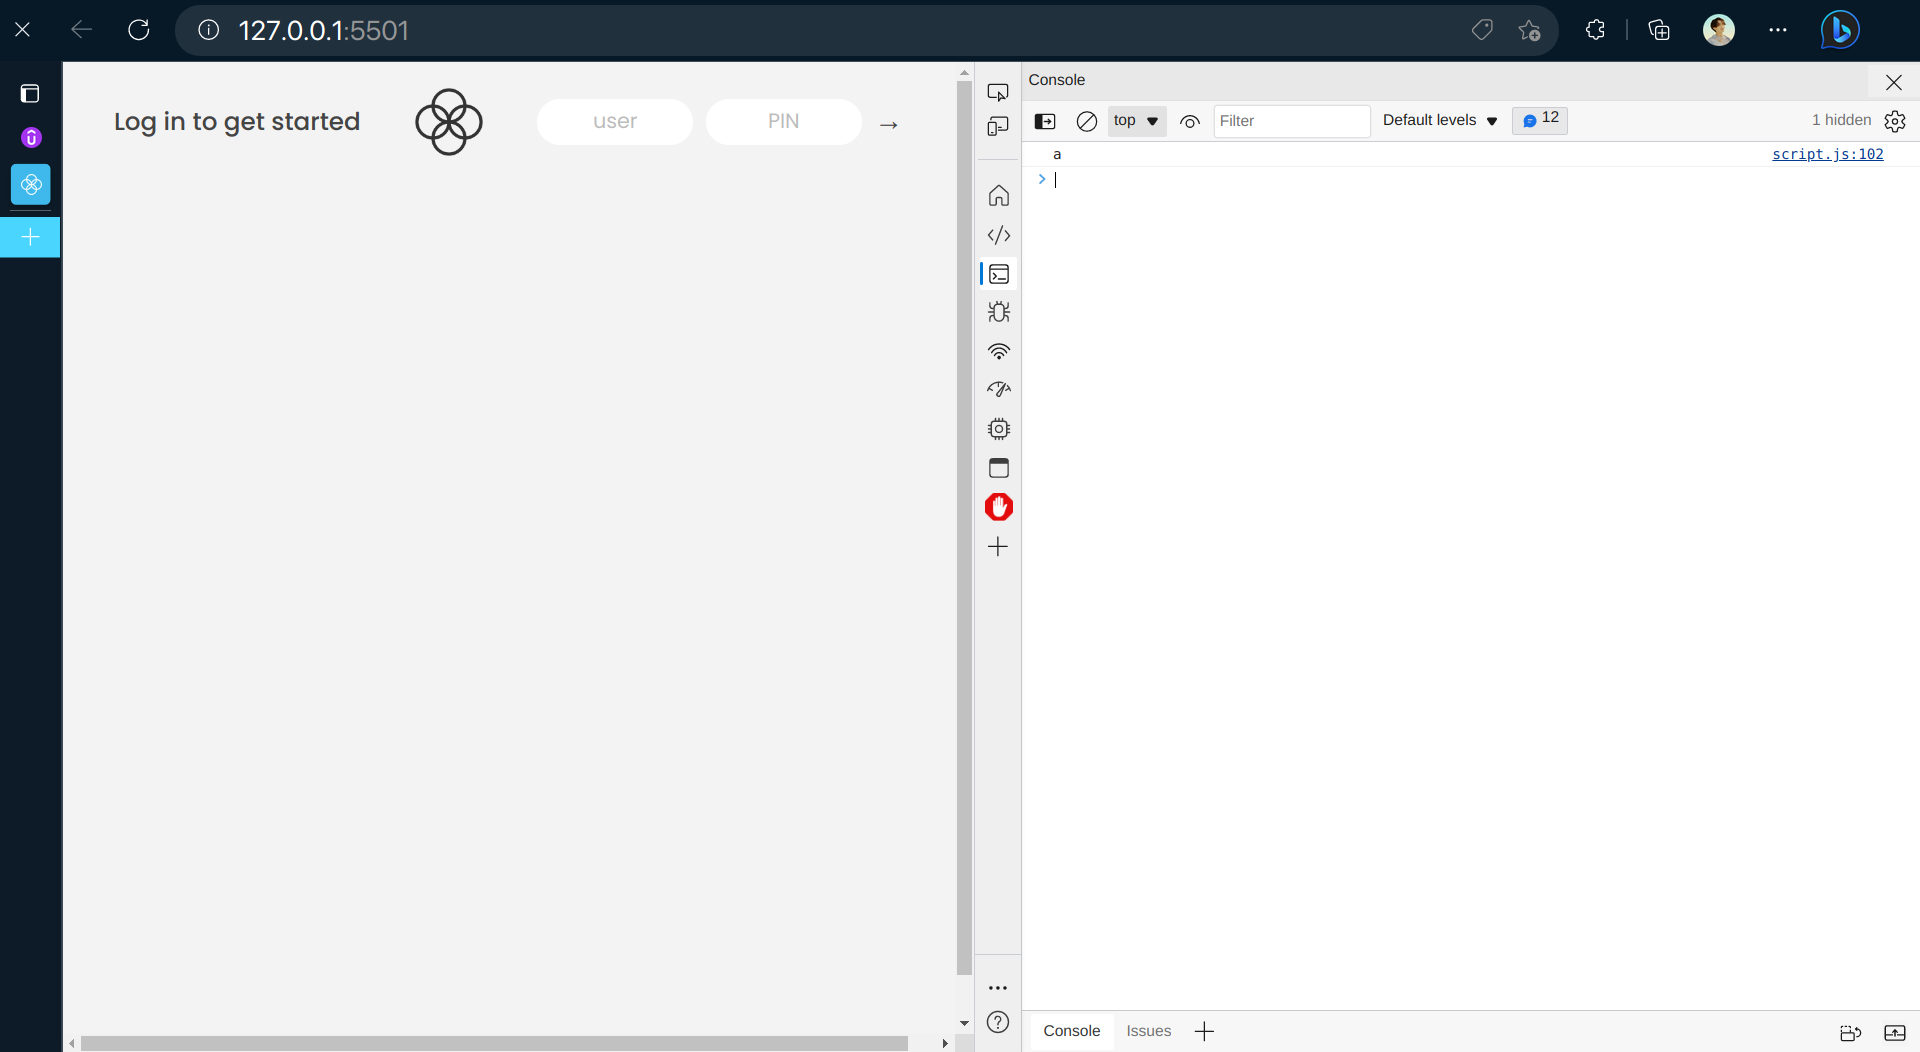 127.0.0.1:5501
Log in to get started
user
PIN
→
Console
top
Filter
Default levels
12
1 hidden
a
script.js:102
Console
Issues